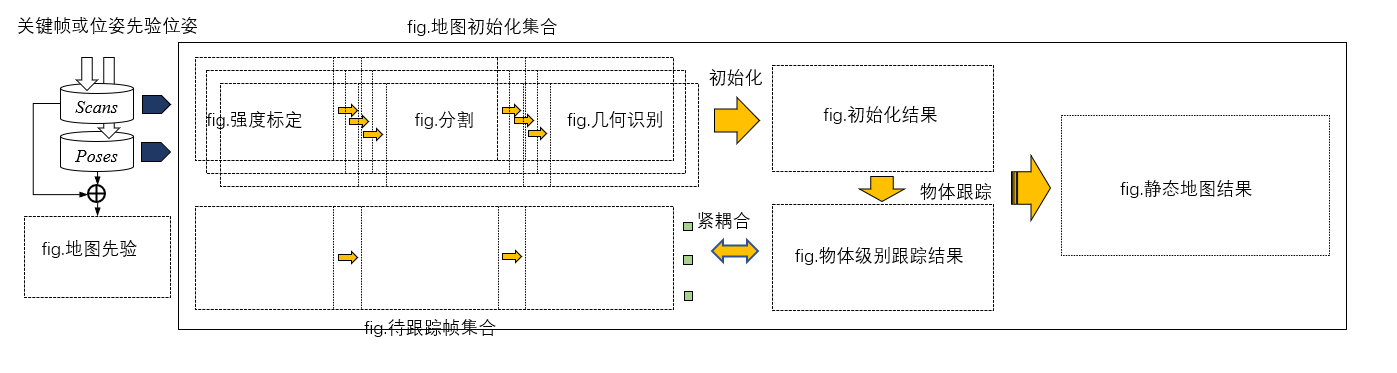 关键帧或位姿先验位姿
fig.地图初始化集合
Scans
Poses
fig.地图先验
fig.强度标定
fig.分割
fig.几何识别
初始化
fig.初始化结果
物体跟踪
紧耦合
fig.物体级别跟踪结果
fig.静态地图结果
fig.待跟踪帧集合